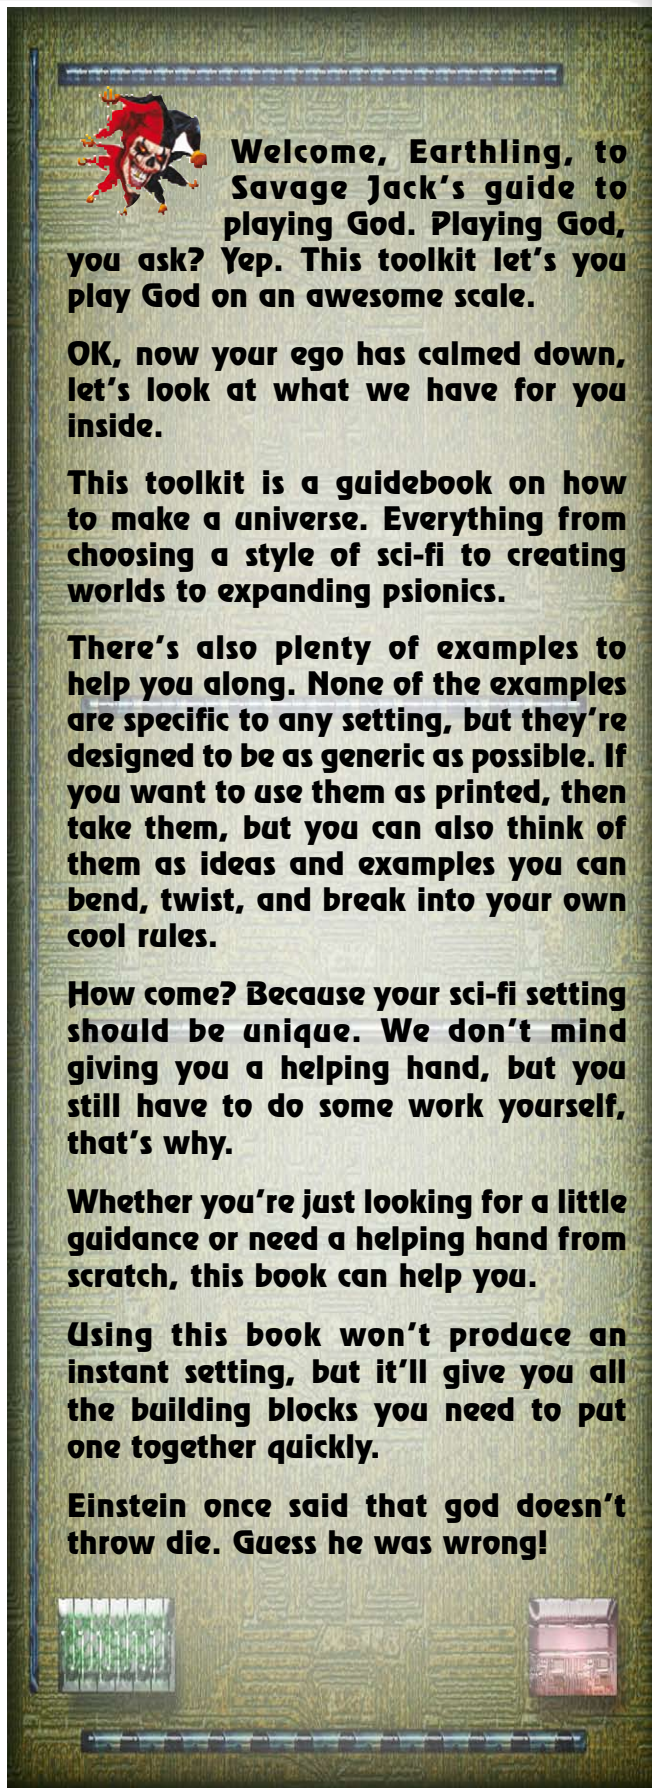 Welcome, Earthling, to
Savage Jack's guide to
playing God. Playing God,
you ask? Yep. This toolkit let's you
play God on an awesome scale.
OK, now your ego has calmed down,
let's look at what we have for you
inside.
This toolkit is a guidebook on how
to make a universe. Everything from
choosing a style of sci-fi to creating
worlds to expanding psionics.
There's also plenty of examples to
help you along. None of the examples
are specific to any setting, but they're
designed to be as generic as possible. If
you want to use them as printed, then
take them, but you can also think of
them as ideas and examples you can
bend, twist, and break into your own
cool rules.
How come? Because your sci-fi setting
should be unique. We don't mind
giving you a helping hand, but you
still have to do some work yourself,
that's why.
Whether you're just looking for a little
guidance or need a helping hand from
scratch, this book can help you.
Using this book won't produce an
instant setting, but it'll give you all
the building blocks you need to put
one together quickly.
Einstein once said that god doesn't
throw die. Guess he was wrong!